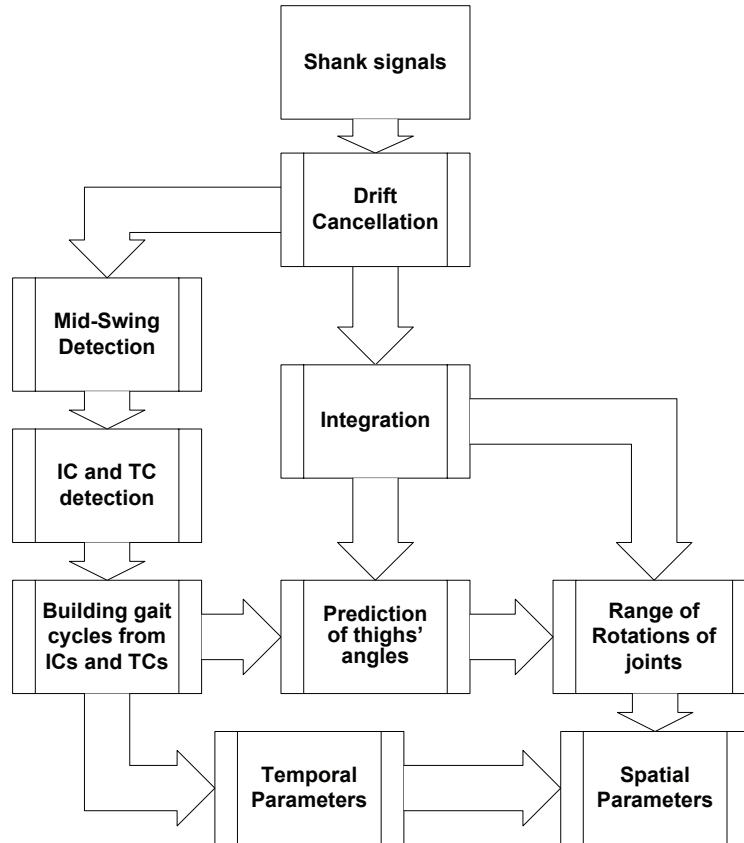 Shank signals
Drift
Cancellation
Mid-Swing
Detection
Integration
IC and TC
detection
Building gait
cycles from
ICs and TCs
Prediction
of thighs'
angles
Range of
Rotations of
joints
Temporal
Parameters
Spatial
Parameters